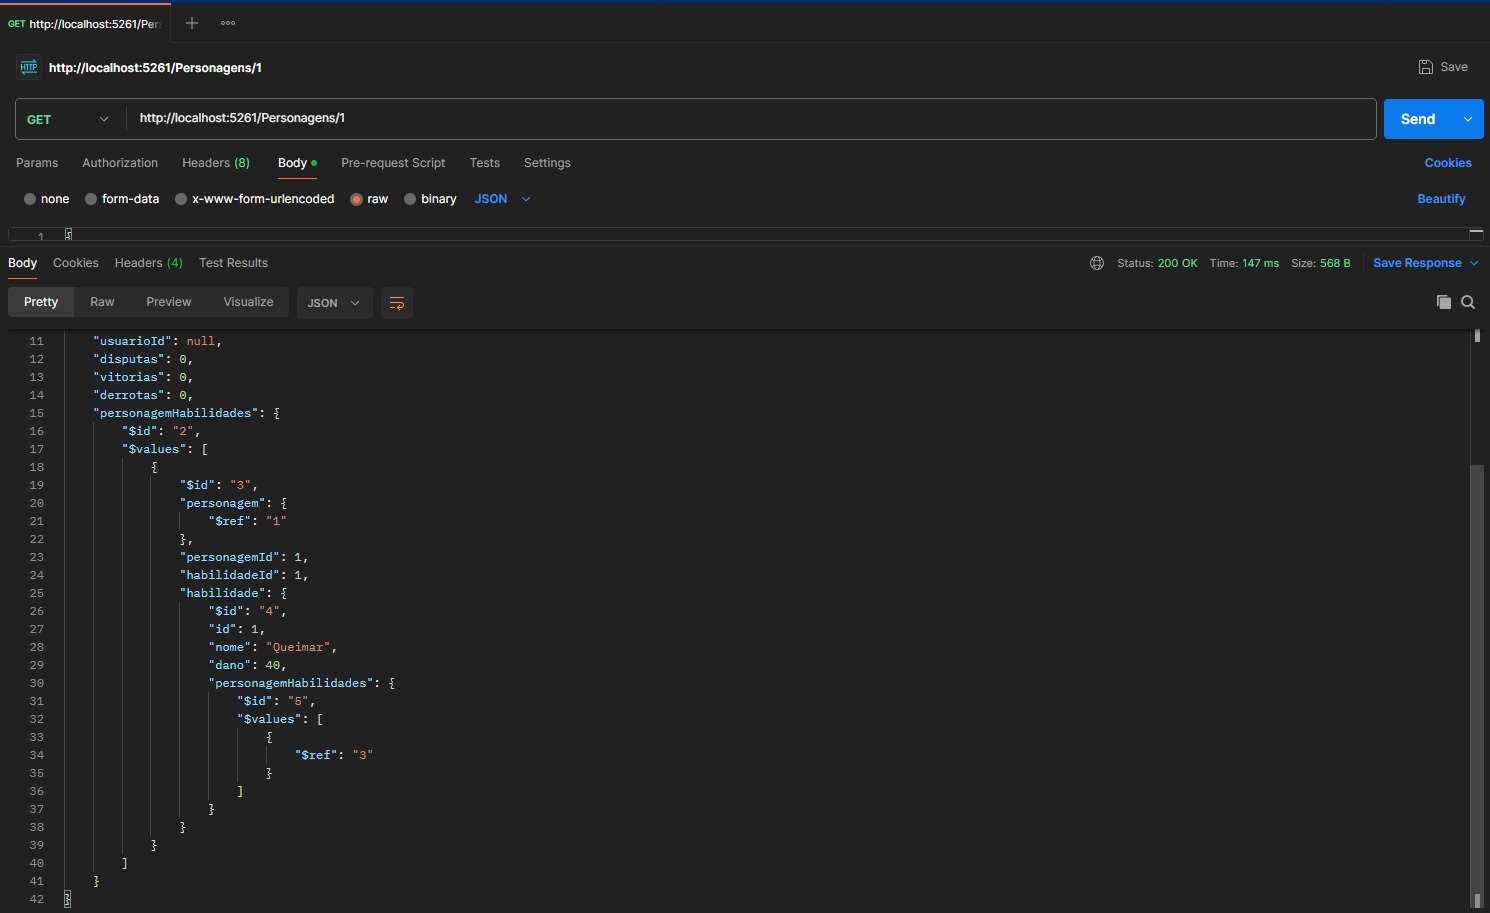 GET http://localhost:5261/Per
HTTP http://localhost:5261/Personagens/1
Save
GET http://localhost:5261/Personagens/1
Send
Params Authorization Headers (8) Body Pre-request Script Tests Settings Cookies
none form-data x-www-form-urlencoded raw binary JSON Beautify
1 {
Body Cookies Headers (4) Test Results Status: 200 OK Time: 147 ms Size: 568 B Save Response
Pretty Raw Preview Visualize JSON
11 "usuarioId": null,
12 "disputas": 0,
13 "vitorias": 0,
14 "derrotas": 0,
15 "personagemHabilidades": {
16 "$id": "2",
17 "$values": [
18 {
19 "$id": "3",
20 "personagem": {
21 "$ref": "1"
22 },
23 "personagemId": 1,
24 "habilidadeId": 1,
25 "habilidade": {
26 "$id": "4",
27 "id": 1,
28 "nome": "Queimar",
29 "dano": 40,
30 "personagemHabilidades": {
31 "$id": "5",
32 "$values": [
33 {
34 "$ref": "3"
35 }
36 ]
37 }
38 }
39 }
40 ]
41 }
42 }